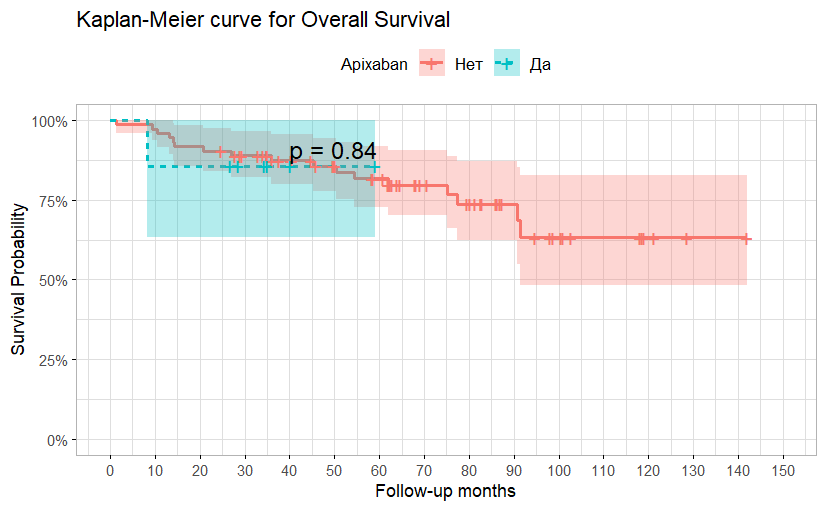 Kaplan-Meier curve for Overall Survival
Apixaban Нет Да
100%
75%
50%
25%
0%
Survival Probability
p = 0.84
0 10 20 30 40 50 60 70 80 90 100 110 120 130 140 150
Follow-up months